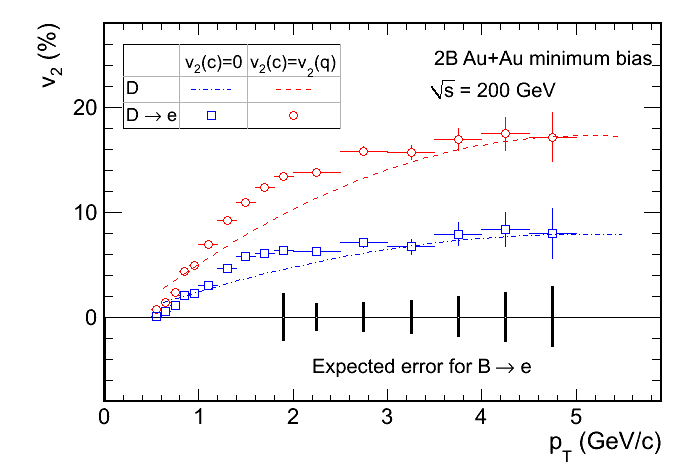 v2 (%)
20
10
0
v2(c)=0 v2(c)=v2(q)
D
D → e
2B Au+Au minimum bias
√s = 200 GeV
Expected error for B → e
0 1 2 3 4 5
pT (GeV/c)